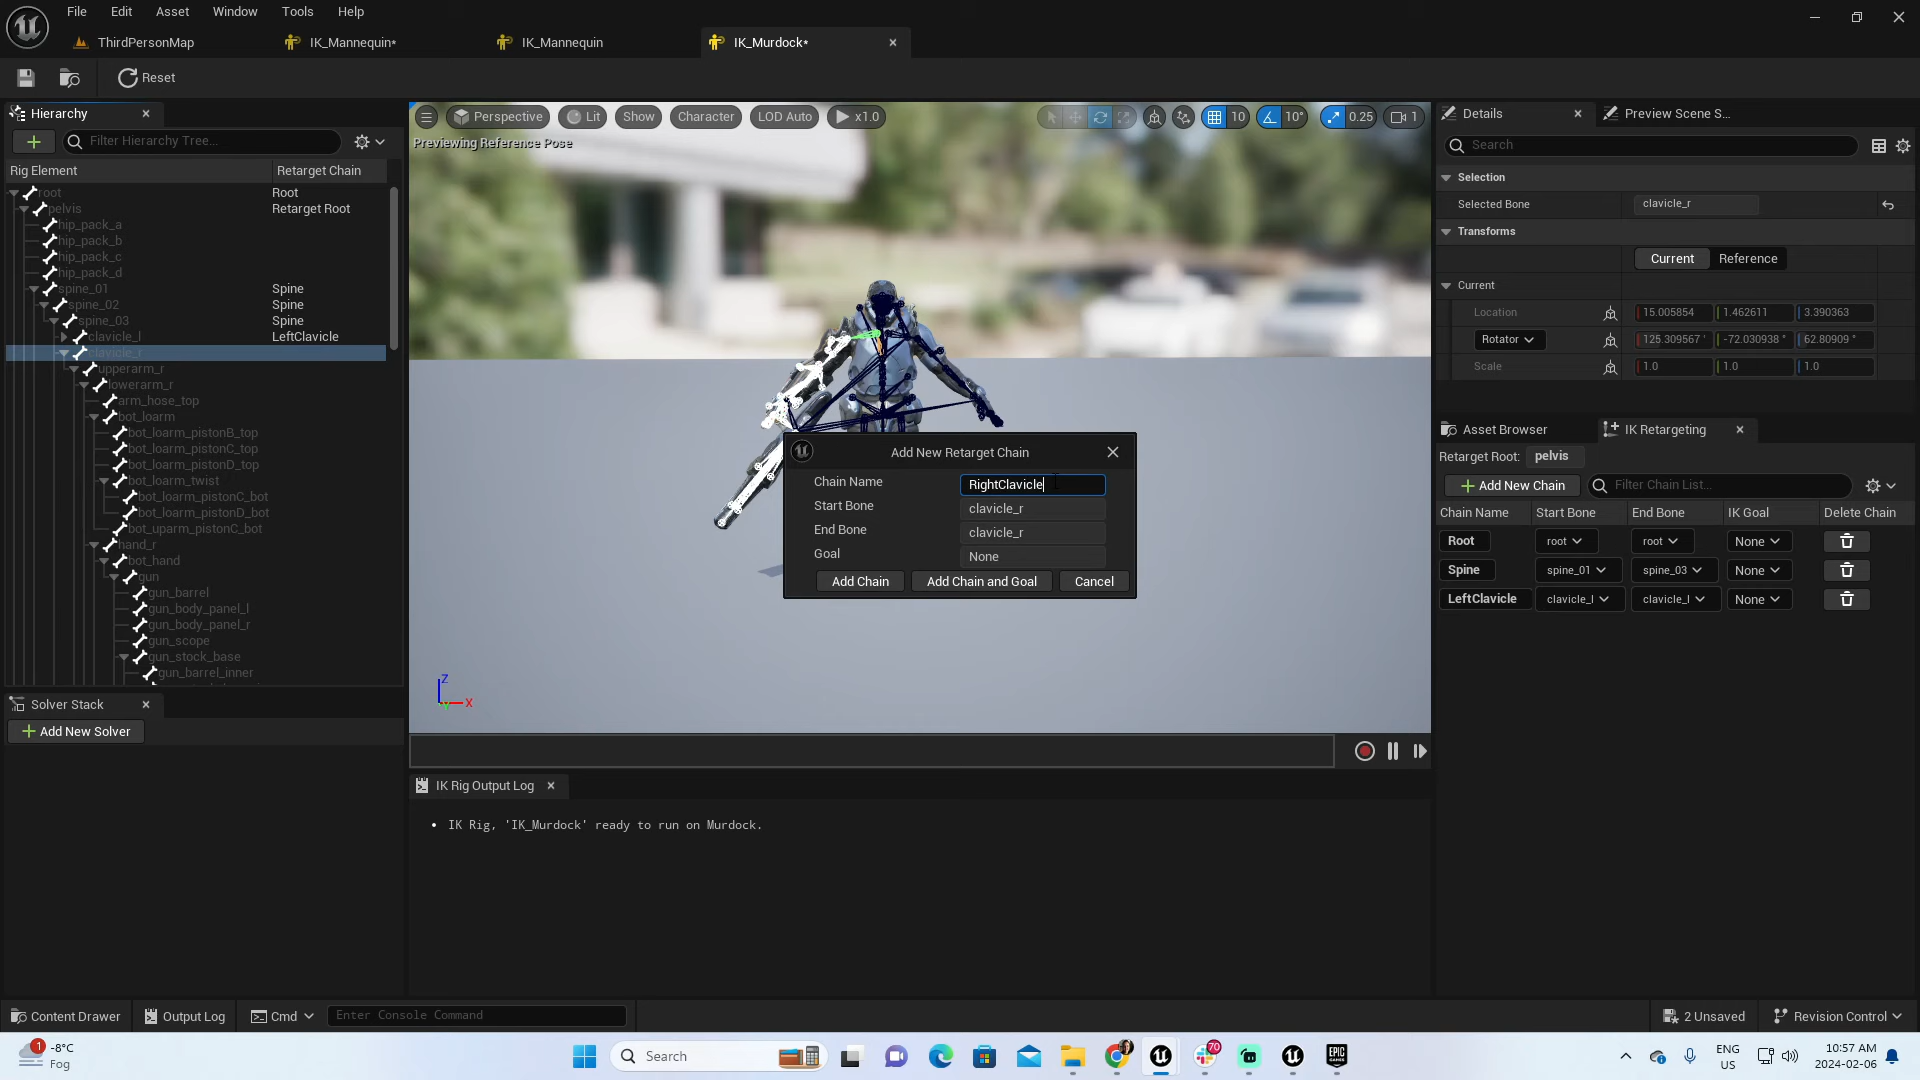 File Edit Asset Window Tools Help
ThirdPersonMap IK_Mannequin* IK_Mannequin IK_Murdock*
Reset
Hierarchy
Filter Hierarchy Tree...
Rig Element Retarget Chain
root Root
pelvis Retarget Root
hip_pack_a
hip_pack_b
hip_pack_c
hip_pack_d
spine_01 Spine
spine_02 Spine
spine_03 Spine
clavicle_l LeftClavicle
clavicle_r
upperarm_r
lowerarm_r
arm_hose_top
bot_loarm
bot_loarm_pistonB_top
bot_loarm_pistonC_top
bot_loarm_pistonD_top
bot_loarm_twist
bot_loarm_pistonC_bot
bot_loarm_pistonD_bot
bot_uparm_pistonC_bot
hand_r
bot_hand
gun
gun_barrel
gun_body_panel_l
gun_body_panel_r
gun_scope
gun_stock_base
gun_barrel_inner
Solver Stack
Add New Solver
Perspective Lit Show Character LOD Auto x1.0 10 10° 0.25 1
Previewing Reference Pose
Z
X
Add New Retarget Chain
Chain Name RightClavicle
Start Bone clavicle_r
End Bone clavicle_r
Goal None
Add Chain Add Chain and Goal Cancel
IK Rig Output Log
• IK Rig, 'IK_Murdock' ready to run on Murdock.
Details Preview Scene S...
Search
Selection
Selected Bone clavicle_r
Transforms
Current Reference
Current
Location 15.005854 1.462611 3.390363
Rotator 125.309567 ° -72.030938 ° 62.80909 °
Scale 1.0 1.0 1.0
Asset Browser IK Retargeting
Retarget Root: pelvis
Add New Chain Filter Chain List...
Chain Name Start Bone End Bone IK Goal Delete Chain
Root root root None
Spine spine_01 spine_03 None
LeftClavicle clavicle_l clavicle_l None
Content Drawer Output Log Cmd Enter Console Command 2 Unsaved Revision Control
1 -8°C
Fog
Search
70
EPIC GAMES
ENG
US
10:57 AM
2024-02-06